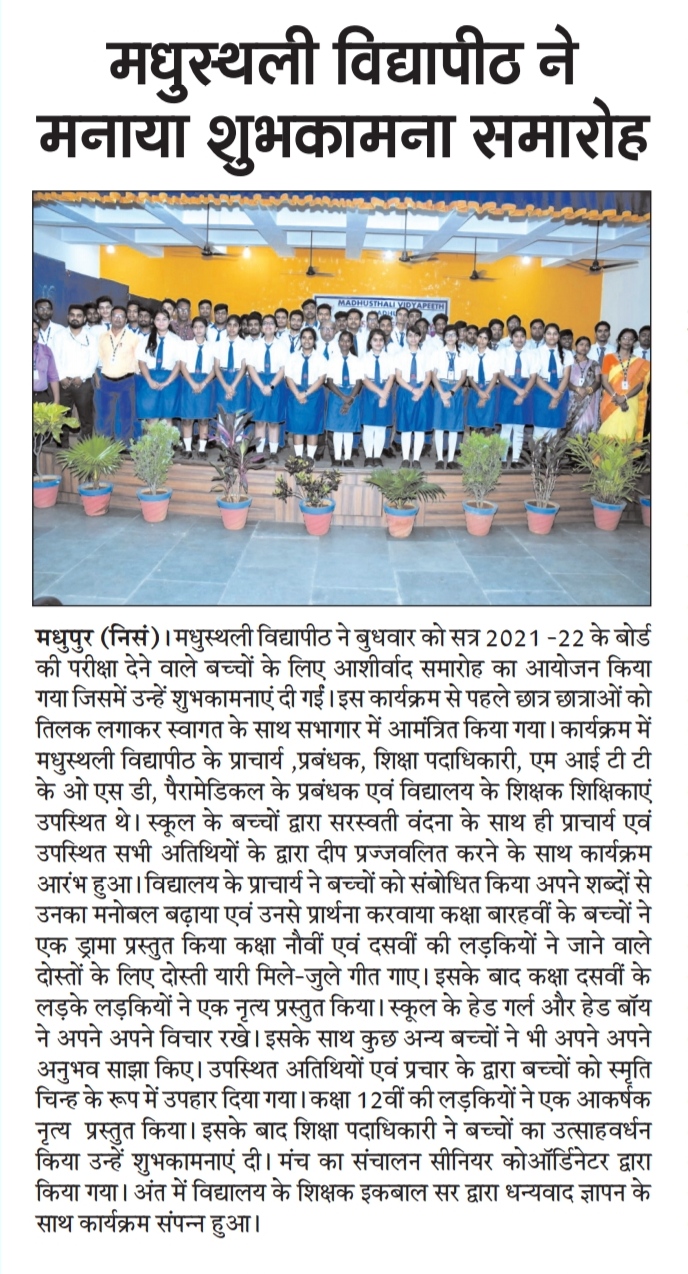 मधुस्थली विद्यापीठ ने
मनाया शुभकामना समारोह
MADHUSTHALI VIDYAPEETH
मधुपुर (निसं)। मधुस्थली विद्यापीठ ने बुधवार को सत्र 2021 -22 के बोर्ड
की परीक्षा देने वाले बच्चों के लिए आशीर्वाद समारोह का आयोजन किया
गया जिसमें उन्हें शुभकामनाएं दी गईं। इस कार्यक्रम से पहले छात्र छात्राओं को
तिलक लगाकर स्वागत के साथ सभागार में आमंत्रित किया गया। कार्यक्रम में
मधुस्थली विद्यापीठ के प्राचार्य ,प्रबंधक, शिक्षा पदाधिकारी, एम आई टी टी
के ओ एस डी, पैरामेडिकल के प्रबंधक एवं विद्यालय के शिक्षक शिक्षिकाएं
उपस्थित थे। स्कूल के बच्चों द्वारा सरस्वती वंदना के साथ ही प्राचार्य एवं
उपस्थित सभी अतिथियों के द्वारा दीप प्रज्जवलित करने के साथ कार्यक्रम
आरंभ हुआ। विद्यालय के प्राचार्य ने बच्चों को संबोधित किया अपने शब्दों से
उनका मनोबल बढ़ाया एवं उनसे प्रार्थना करवाया कक्षा बारहवीं के बच्चों ने
एक ड्रामा प्रस्तुत किया कक्षा नौवीं एवं दसवीं की लड़कियों ने जाने वाले
दोस्तों के लिए दोस्ती यारी मिले-जुले गीत गाए। इसके बाद कक्षा दसवीं के
लड़के लड़कियों ने एक नृत्य प्रस्तुत किया। स्कूल के हेड गर्ल और हेड बॉय
ने अपने अपने विचार रखे। इसके साथ कुछ अन्य बच्चों ने भी अपने अपने
अनुभव साझा किए। उपस्थित अतिथियों एवं प्रचार के द्वारा बच्चों को स्मृति
चिन्ह के रूप में उपहार दिया गया। कक्षा 12वीं की लड़कियों ने एक आकर्षक
नृत्य प्रस्तुत किया। इसके बाद शिक्षा पदाधिकारी ने बच्चों का उत्साहवर्धन
किया उन्हें शुभकामनाएं दी। मंच का संचालन सीनियर कोऑर्डिनेटर द्वारा
किया गया। अंत में विद्यालय के शिक्षक इकबाल सर द्वारा धन्यवाद ज्ञापन के
साथ कार्यक्रम संपन्न हुआ।